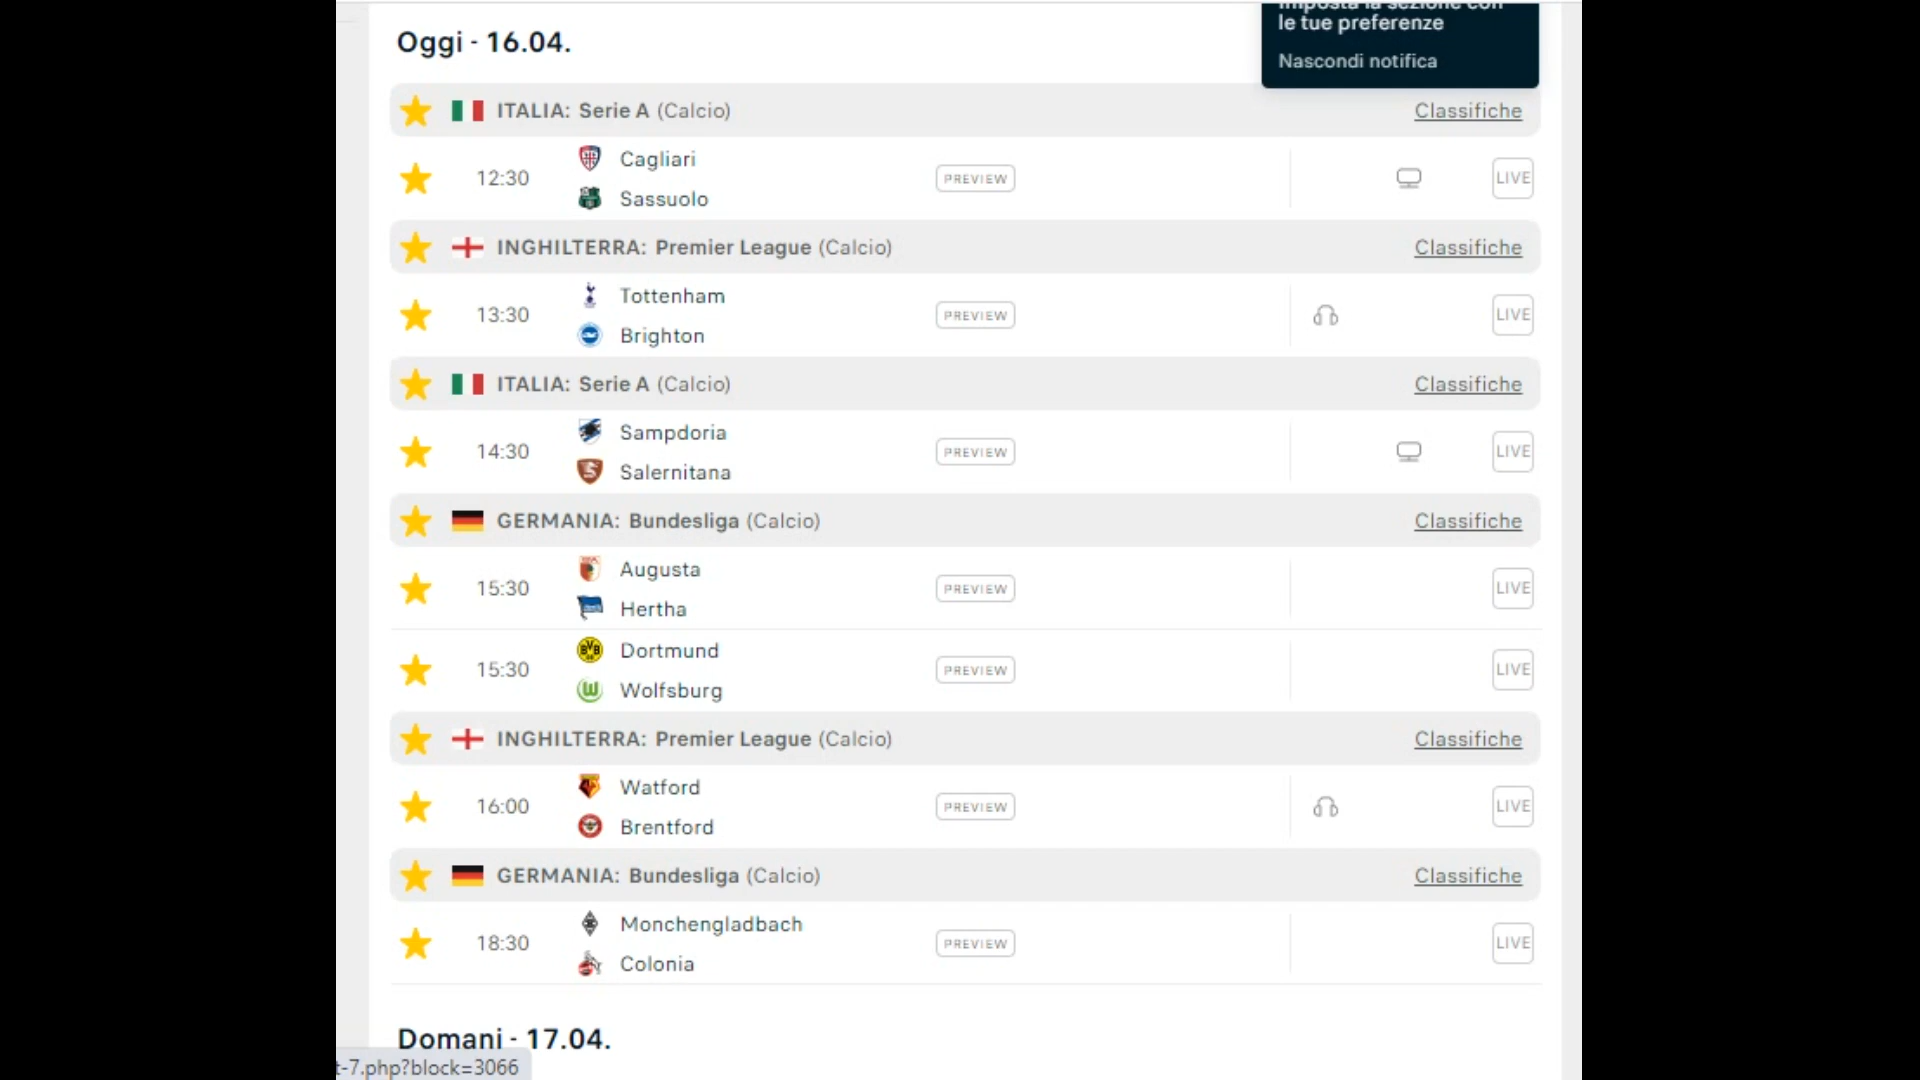 Imposta la sezione con
le tue preferenze
Nascondi notifica
Oggi - 16.04.
ITALIA: Serie A (Calcio) Classifiche
12:30 Cagliari PREVIEW LIVE
Sassuolo
INGHILTERRA: Premier League (Calcio) Classifiche
13:30 Tottenham PREVIEW LIVE
Brighton
ITALIA: Serie A (Calcio) Classifiche
14:30 Sampdoria PREVIEW LIVE
Salernitana
GERMANIA: Bundesliga (Calcio) Classifiche
15:30 Augusta PREVIEW LIVE
Hertha
15:30 Dortmund PREVIEW LIVE
Wolfsburg
INGHILTERRA: Premier League (Calcio) Classifiche
16:00 Watford PREVIEW LIVE
Brentford
GERMANIA: Bundesliga (Calcio) Classifiche
18:30 Monchengladbach PREVIEW LIVE
Colonia
Domani - 17.04.
t-7.php?block=3066